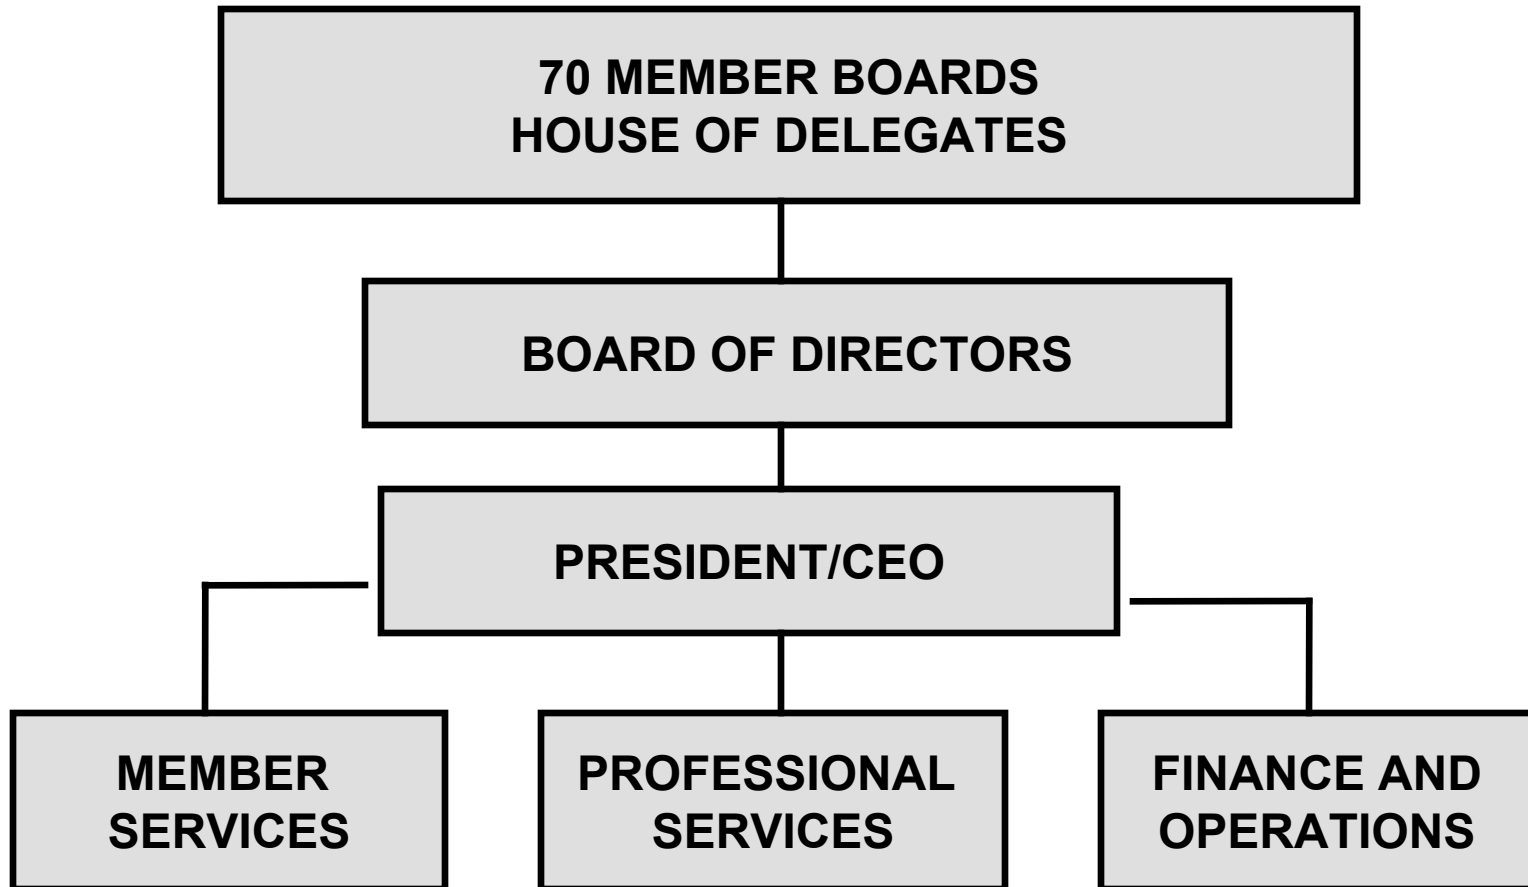 70 MEMBER BOARDS
HOUSE OF DELEGATES
BOARD OF DIRECTORS
PRESIDENT/CEO
MEMBER
SERVICES
PROFESSIONAL
SERVICES
FINANCE AND
OPERATIONS